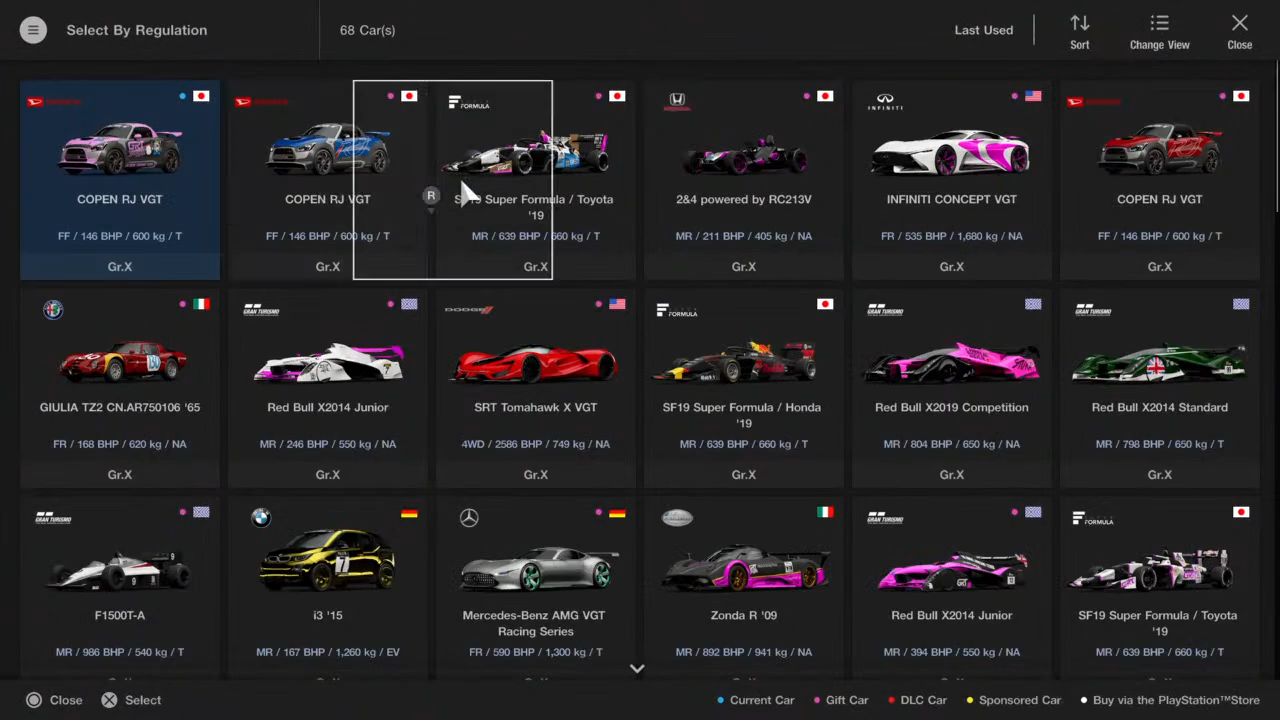 Select By Regulation
68 Car(s)
Last Used
Sort
Change View
Close
COPEN RJ VGT
FF / 146 BHP / 600 kg / T
Gr.X
COPEN RJ VGT
FF / 146 BHP / 600 kg / T
Gr.X
FORMULA
R
SF19 Super Formula / Toyota
'19
MR / 639 BHP / 660 kg / T
Gr.X
2&4 powered by RC213V
MR / 211 BHP / 405 kg / NA
Gr.X
INFINITI
INFINITI CONCEPT VGT
FR / 535 BHP / 1,680 kg / NA
Gr.X
COPEN RJ VGT
FF / 146 BHP / 600 kg / T
Gr.X
GIULIA TZ2 CN.AR750106 '65
FR / 168 BHP / 620 kg / NA
Gr.X
GRAN TURISMO
Red Bull X2014 Junior
MR / 246 BHP / 550 kg / NA
Gr.X
DODGE
SRT Tomahawk X VGT
4WD / 2586 BHP / 749 kg / NA
Gr.X
FORMULA
SF19 Super Formula / Honda
'19
MR / 639 BHP / 660 kg / T
Gr.X
GRAN TURISMO
Red Bull X2019 Competition
MR / 804 BHP / 650 kg / NA
Gr.X
GRAN TURISMO
Red Bull X2014 Standard
MR / 798 BHP / 650 kg / T
Gr.X
GRAN TURISMO
F1500T-A
MR / 986 BHP / 540 kg / T
i3 '15
MR / 167 BHP / 1,260 kg / EV
Mercedes-Benz AMG VGT
Racing Series
FR / 590 BHP / 1,300 kg / T
Zonda R '09
MR / 892 BHP / 941 kg / NA
GRAN TURISMO
Red Bull X2014 Junior
MR / 394 BHP / 550 kg / NA
FORMULA
SF19 Super Formula / Toyota
'19
MR / 639 BHP / 660 kg / T
Close
Select
Current Car
Gift Car
DLC Car
Sponsored Car
Buy via the PlayStation™Store